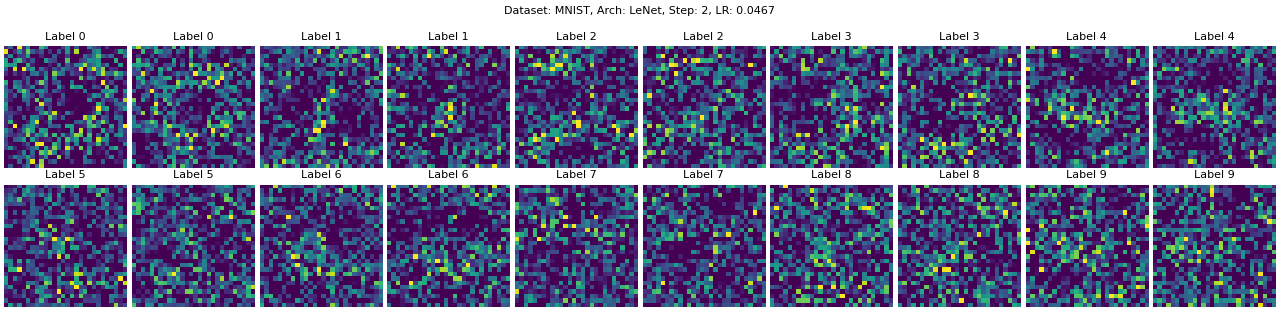 Dataset: MNIST, Arch: LeNet, Step: 2, LR: 0.0467
Label 0 Label 0 Label 1 Label 1 Label 2 Label 2 Label 3 Label 3 Label 4 Label 4
Label 5 Label 5 Label 6 Label 6 Label 7 Label 7 Label 8 Label 8 Label 9 Label 9